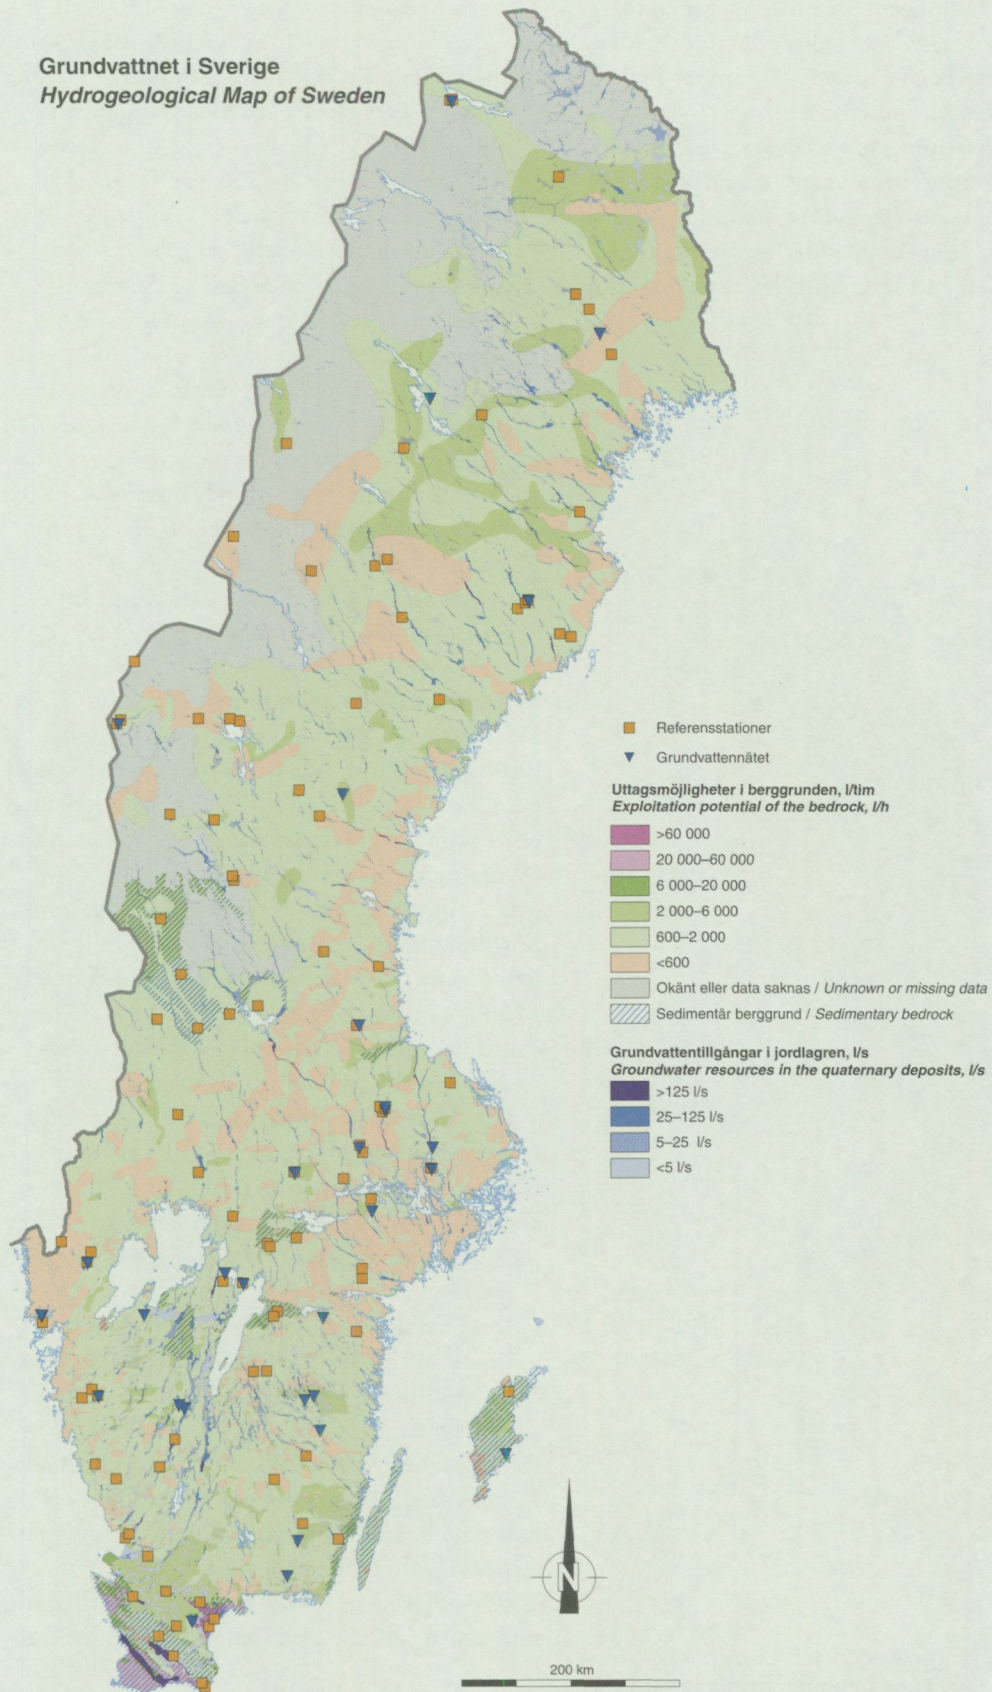 Grundvattnet i Sverige
Hydrogeological Map of Sweden
Referensstationer
Grundvattennätet
Uttagsmöjligheter i berggrunden, l/tim
Exploitation potential of the bedrock, l/h
>60 000
20 000–60 000
6 000–20 000
2 000–6 000
600–2 000
<600
Okänt eller data saknas / Unknown or missing data
Sedimentär berggrund / Sedimentary bedrock
Grundvattentillgångar i jordlagren, l/s
Groundwater resources in the quaternary deposits, l/s
>125 l/s
25–125 l/s
5–25 l/s
<5 l/s
N
200 km